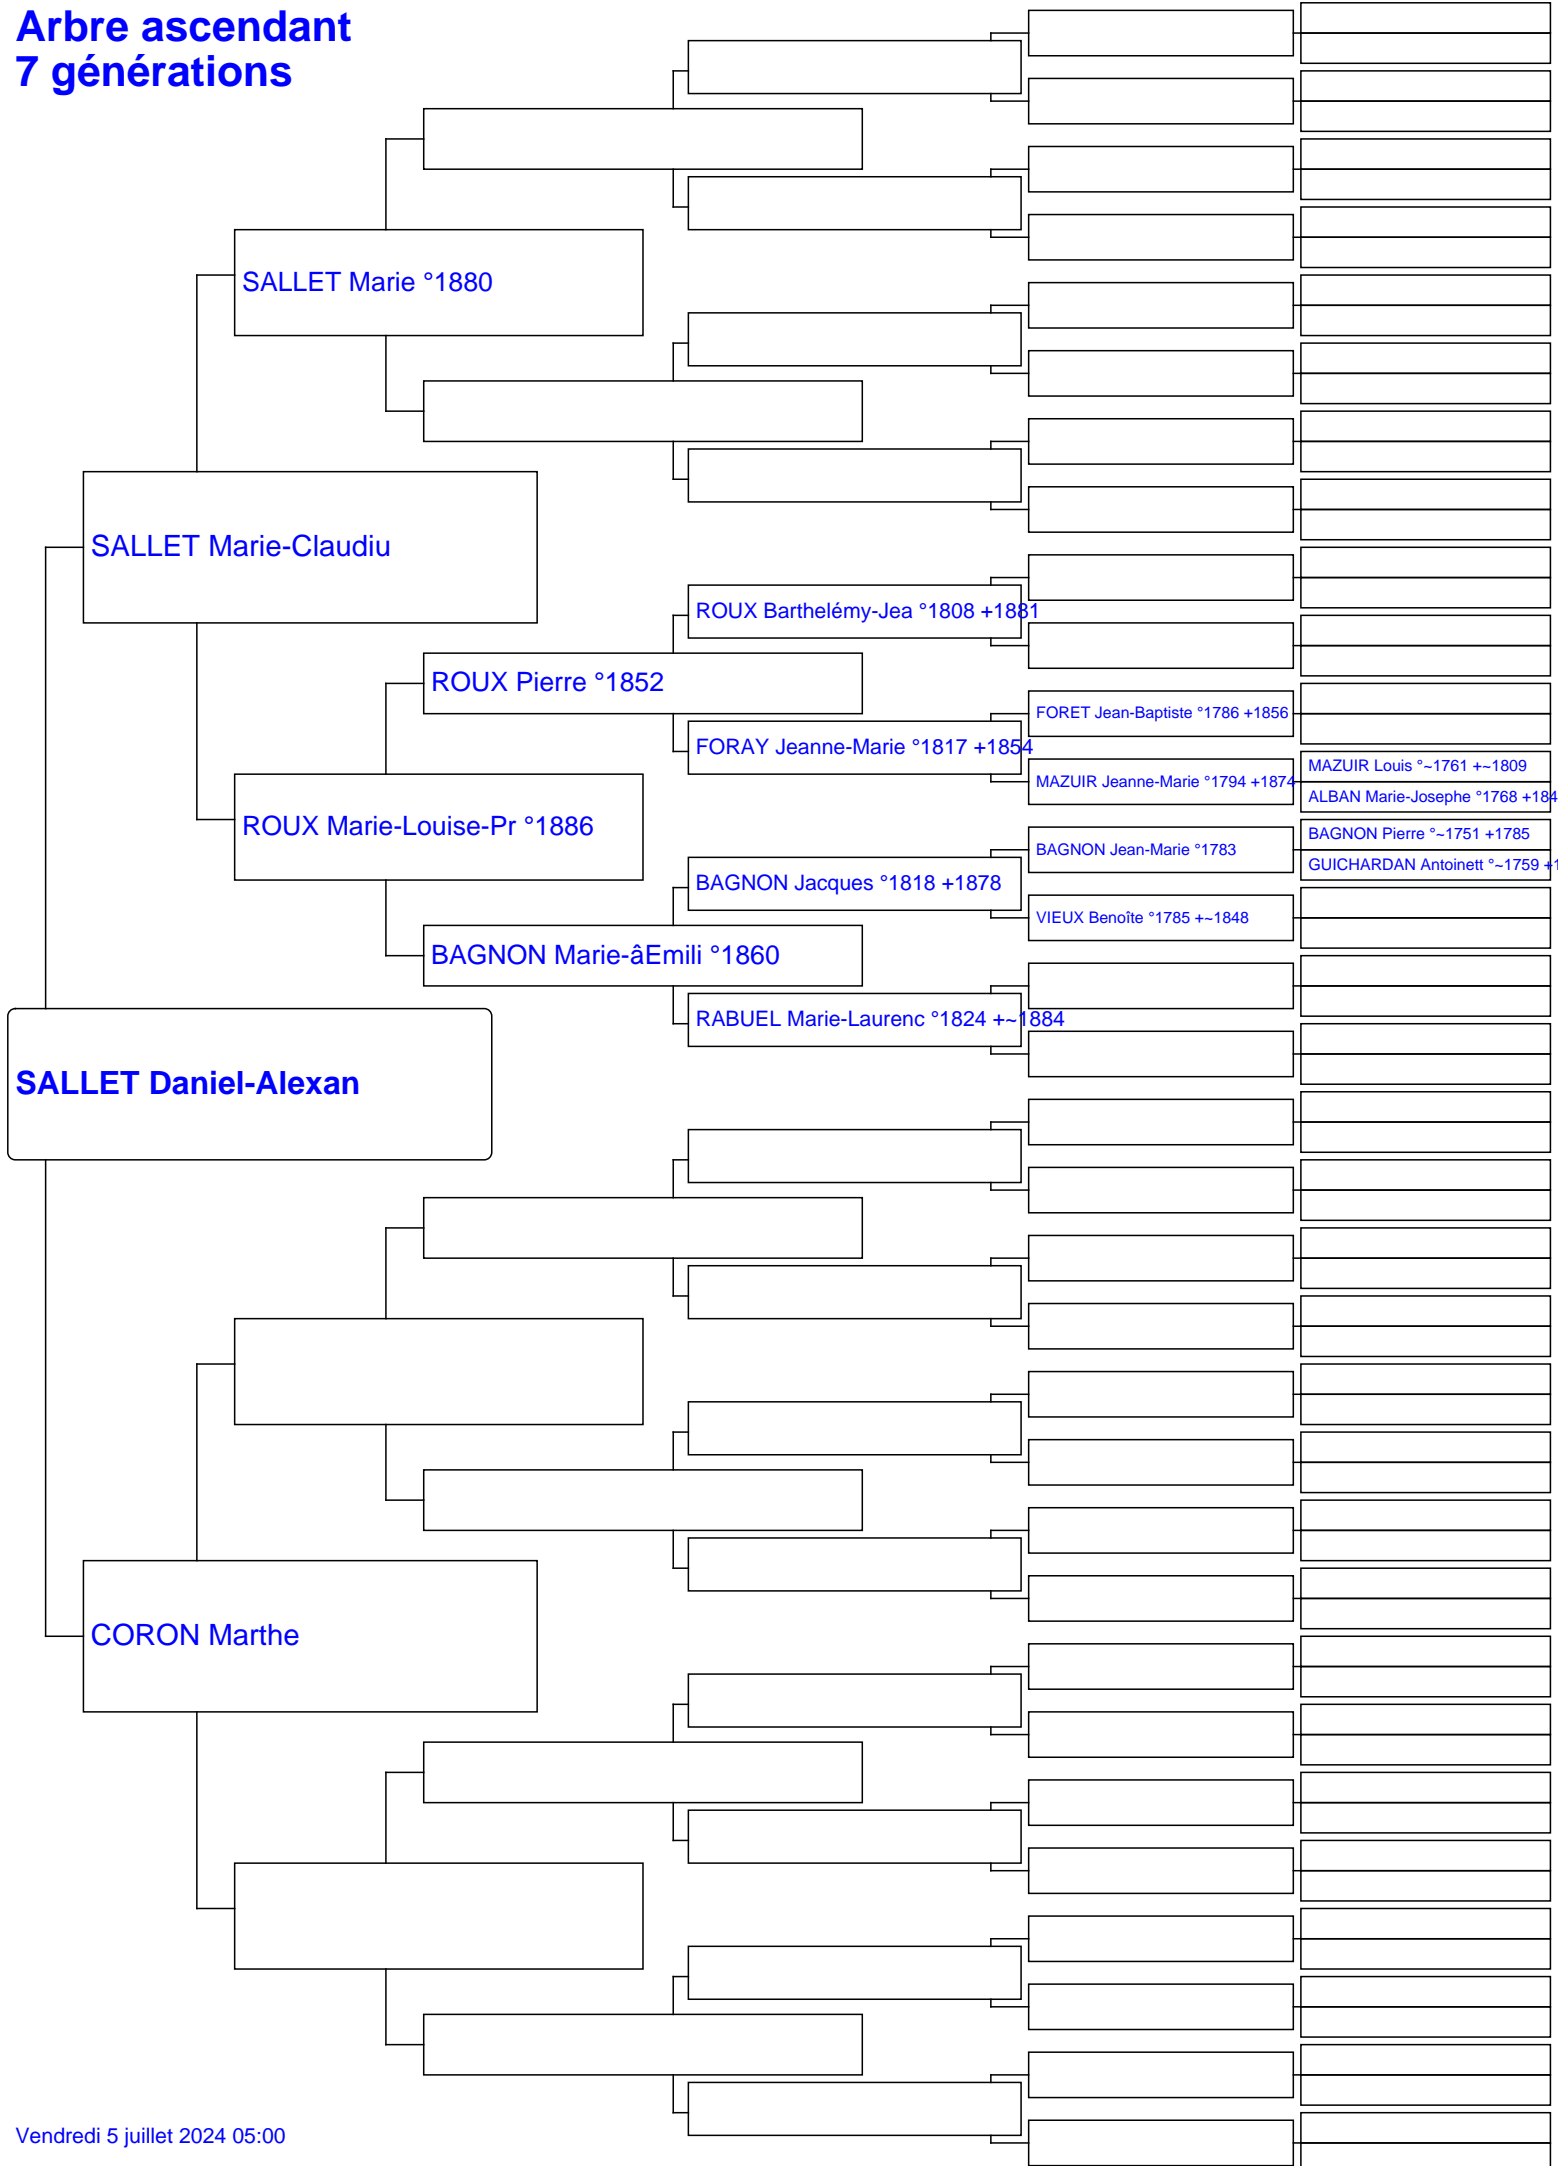 Arbre ascendant
7 générations
SALLET Marie °1880
SALLET Marie-Claudiu
ROUX Barthelémy-Jea °1808 +1881
ROUX Pierre °1852
FORET Jean-Baptiste °1786 +1856
FORAY Jeanne-Marie °1817 +1854
MAZUIR Louis °~1761 +~1809
MAZUIR Jeanne-Marie °1794 +1874
ALBAN Marie-Josephe °1768 +184
ROUX Marie-Louise-Pr °1886
BAGNON Pierre °~1751 +1785
BAGNON Jean-Marie °1783
GUICHARDAN Antoinett °~1759 +1
BAGNON Jacques °1818 +1878
VIEUX Benoîte °1785 +~1848
BAGNON Marie-âEmili °1860
RABUEL Marie-Laurenc °1824 +~1884
SALLET Daniel-Alexan
CORON Marthe
Vendredi 5 juillet 2024 05:00